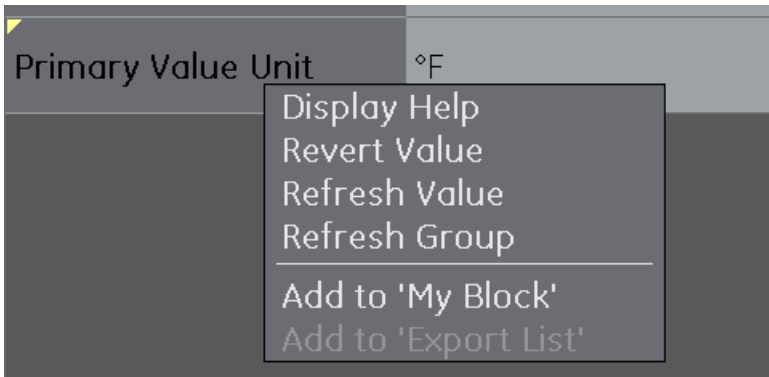 Primary Value Unit °F
Display Help
Revert Value
Refresh Value
Refresh Group
Add to 'My Block'
Add to 'Export List'